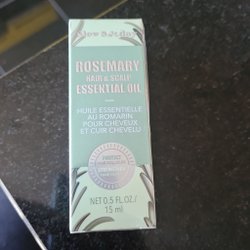 ROSEMARY
HAIR & SCALP
ESSENTIAL OIL
HUILE ESSENTIELLE
AU ROMARIN
POUR CHEVEUX
ET CUIR CHEVELU
NET 0.5 FL.OZ./
15 ml